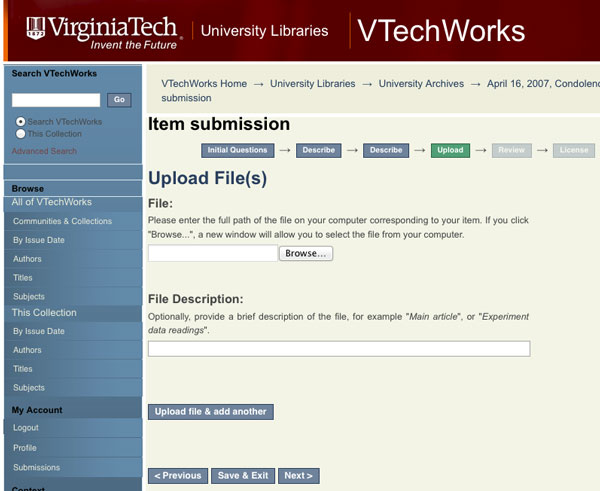 VirginiaTech
1872
Invent the Future
University Libraries
VTechWorks
Search VTechWorks
Go
Search VTechWorks
This Collection
Advanced Search
Browse
All of VTechWorks
Communities & Collections
By Issue Date
Authors
Titles
Subjects
This Collection
By Issue Date
Authors
Titles
Subjects
My Account
Logout
Profile
Submissions
Context
VTechWorks Home → University Libraries → University Archives → April 16, 2007, Condolenc
submission
Item submission
Initial Questions → Describe → Describe → Upload → Review → License
Upload File(s)
File:
Please enter the full path of the file on your computer corresponding to your item. If you click
"Browse...", a new window will allow you to select the file from your computer.
Browse...
File Description:
Optionally, provide a brief description of the file, for example "Main article", or "Experiment
data readings".
Upload file & add another
< Previous Save & Exit Next >